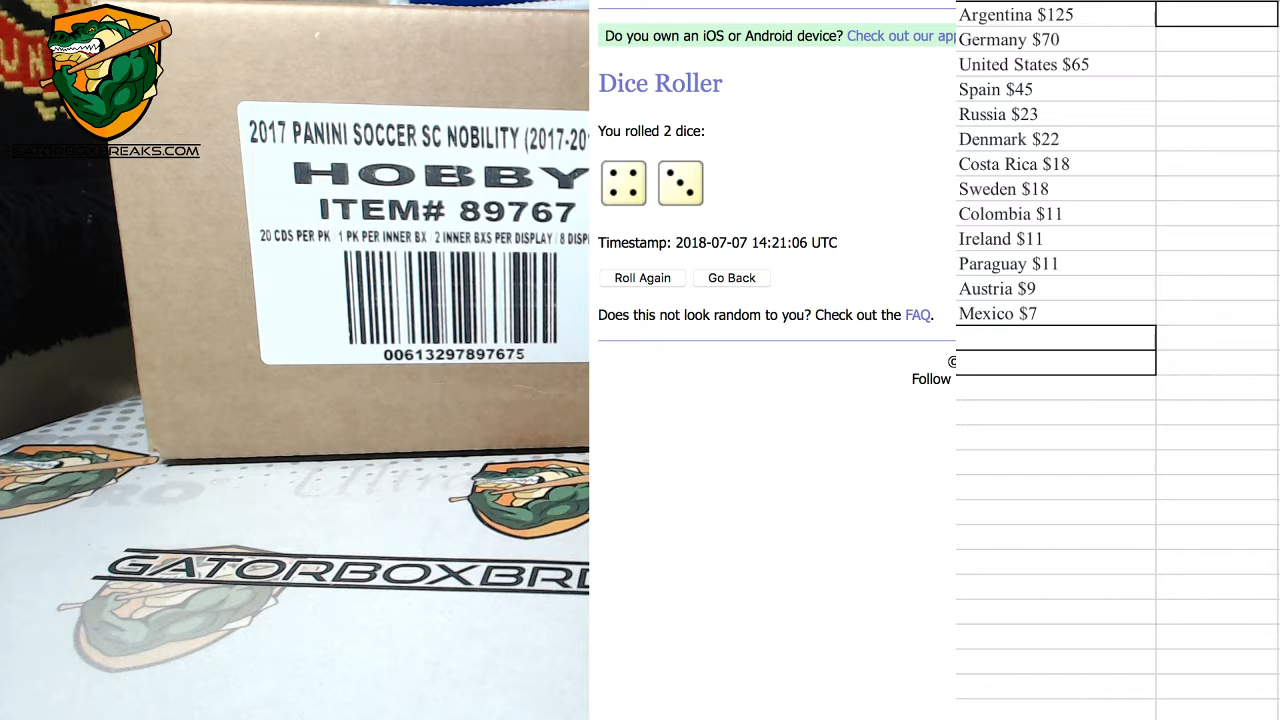 GATORBOXBREAKS.COM
2017 PANINI SOCCER SC NOBILITY (2017-20
HOBBY
ITEM# 89767
20 CDS PER PK 1 PK PER INNER BX / 2 INNER BXS PER DISPLAY / 8 DISP
00613297897675
GATORBOXBRE
Do you own an iOS or Android device? Check out our app
Dice Roller
You rolled 2 dice:
Timestamp: 2018-07-07 14:21:06 UTC
Roll Again
Go Back
Does this not look random to you? Check out the FAQ.
©
Follow
Argentina $125
Germany $70
United States $65
Spain $45
Russia $23
Denmark $22
Costa Rica $18
Sweden $18
Colombia $11
Ireland $11
Paraguay $11
Austria $9
Mexico $7